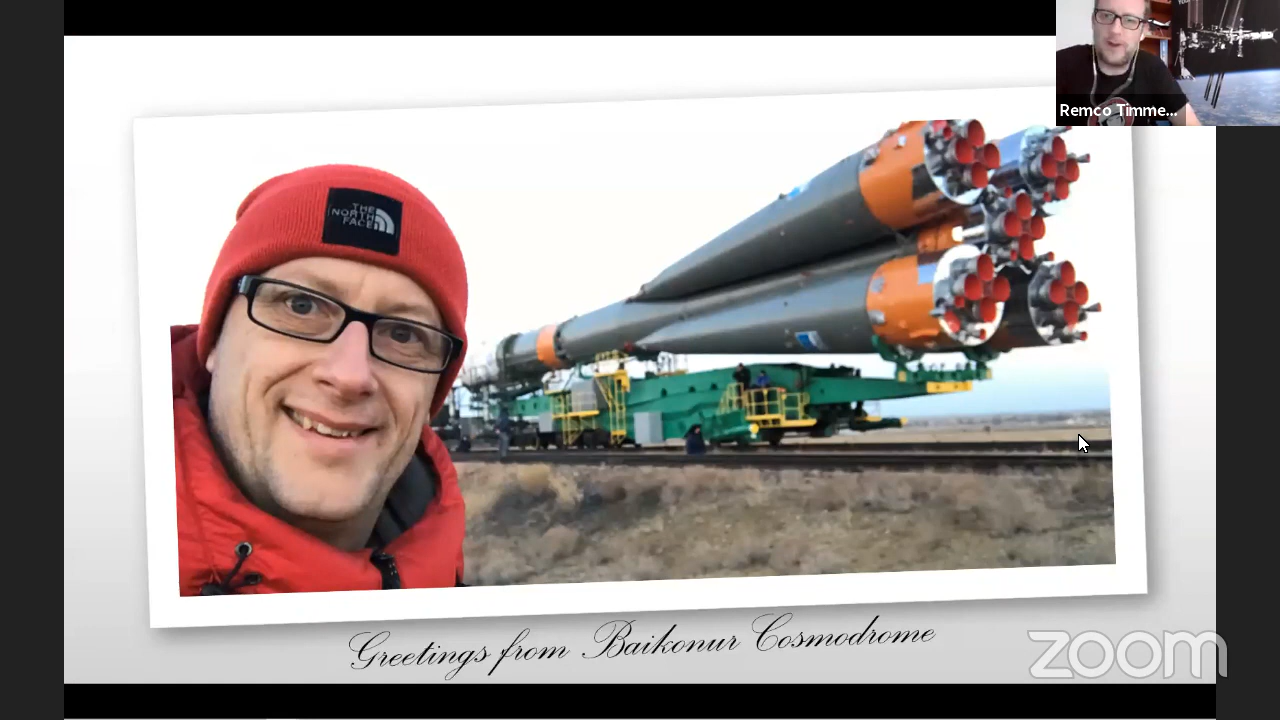 Remco Timme...
THE
NORTH
FACE
Greetings from Baikonur Cosmodrome
zoom